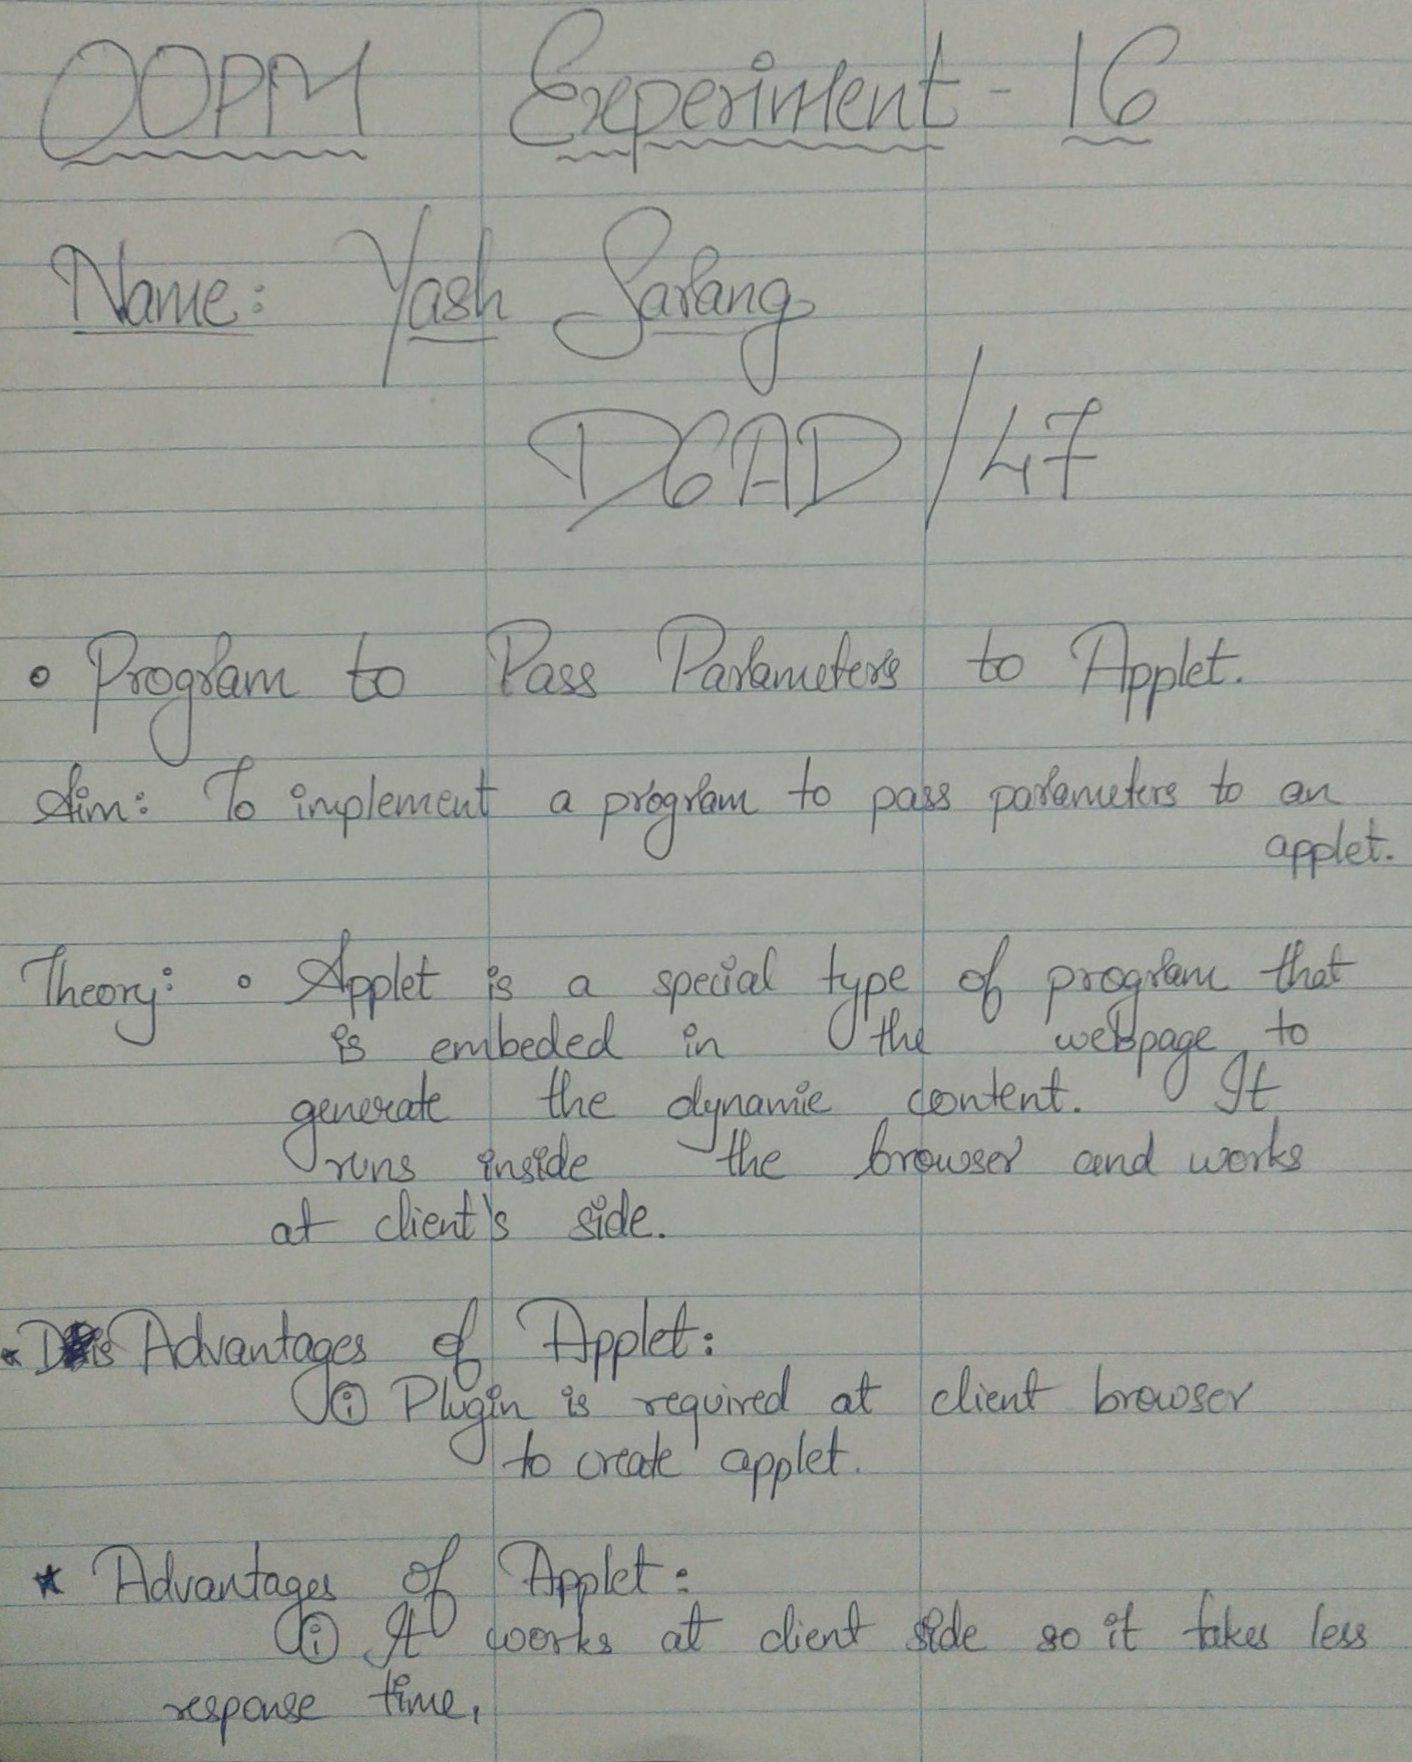 OOPM Experiment - 16
Name: Yash Sarang
D6AD/47
• Program to Pass Parameters to Applet.
Aim: To implement a program to pass parameters to an
applet.
Theory: • Applet is a special type of program that
is embeded in the webpage to
generate the dynamic content. It
runs inside the browser and works
at client's side.
* DisAdvantages of Applet:
(i) Plugin is required at client browser
to create applet.
* Advantages of Applet:
(i) It works at client side so it takes less
response time,